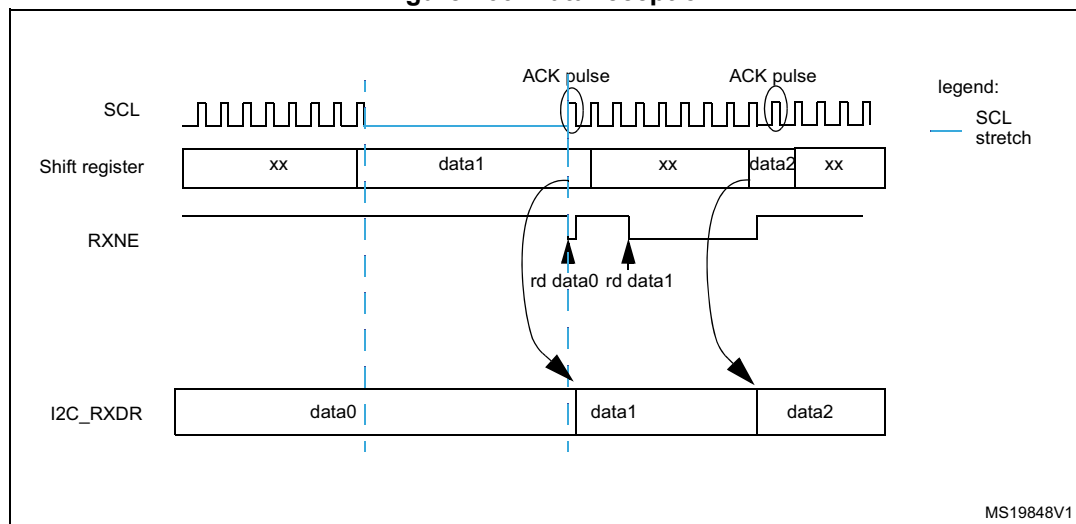 ACK pulse ACK pulse
legend:
SCL
SCL
stretch
Shift register xx data1 xx data2 xx
RXNE
rd data0 rd data1
I2C_RXDR data0 data1 data2
MS19848V1